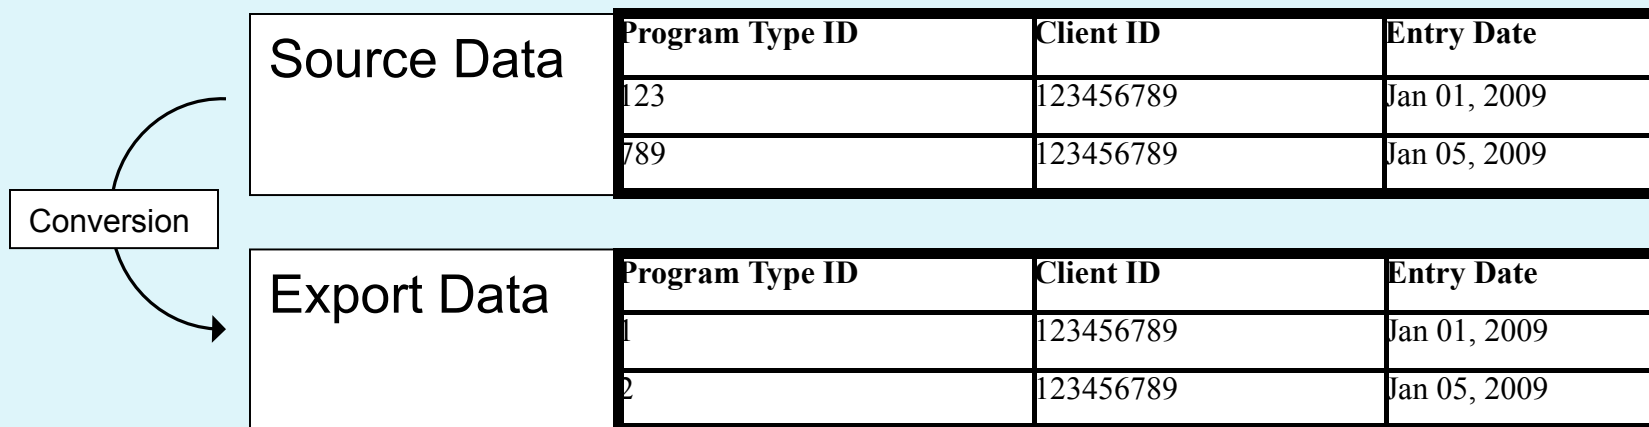 Source Data
Program Type ID Client ID Entry Date
123 123456789 Jan 01, 2009
789 123456789 Jan 05, 2009
Conversion
Export Data
Program Type ID Client ID Entry Date
1 123456789 Jan 01, 2009
2 123456789 Jan 05, 2009